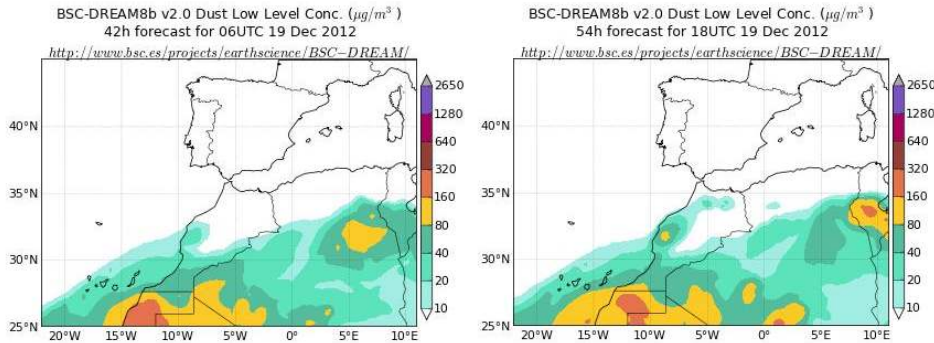 BSC-DREAM8b v2.0 Dust Low Level Conc. (μg/m³ )
42h forecast for 06UTC 19 Dec 2012
http://www.bsc.es/projects/earthscience/BSC−DREAM/
40°N
35°N
30°N
25°N
20°W 15°W 10°W 5°W 0° 5°E 10°E
2650
1280
640
320
160
80
40
20
10
BSC-DREAM8b v2.0 Dust Low Level Conc. (μg/m³ )
54h forecast for 18UTC 19 Dec 2012
http://www.bsc.es/projects/earthscience/BSC−DREAM/
40°N
35°N
30°N
25°N
20°W 15°W 10°W 5°W 0° 5°E 10°E
2650
1280
640
320
160
80
40
20
10